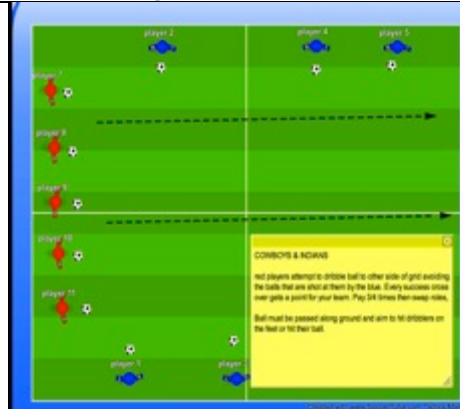 player 2
player 4
player 5
player 7
player 8
player 9
player 10
player 11
player 1
player
COWBOYS & INDIANS
red players attempt to dribble ball to other side of grid avoiding
the balls that are shot at them by the blue. Every success cross
over gets a point for your team. Pay 3/4 times then swap roles,
Ball must be passed along ground and aim to hit dribblers on
the feet or hit their ball.